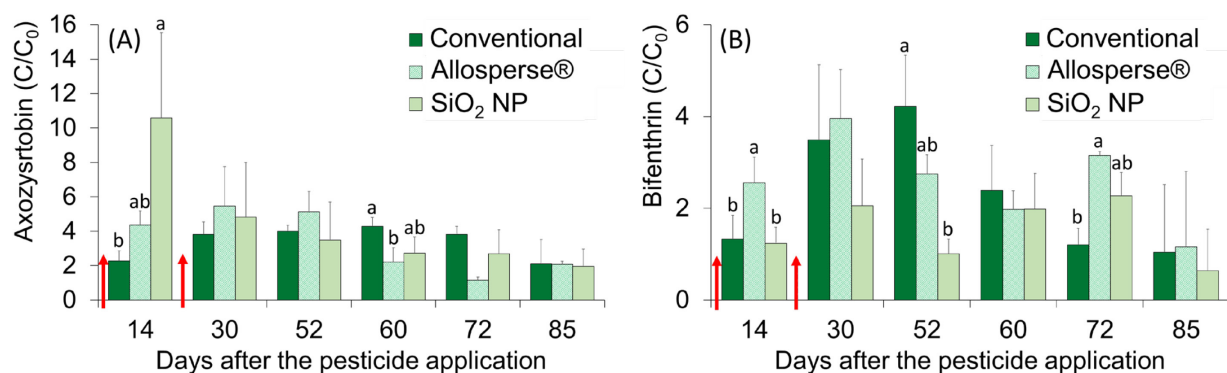 (A)
Axozysrtobin (C/C₀)
16
14
12
10
8
6
4
2
0
Conventional
Allosperse®
SiO₂ NP
b
ab
a
a
b
ab
14 30 52 60 72 85
Days after the pesticide application
(B)
Bifenthrin (C/C₀)
6
4
2
0
Conventional
Allosperse®
SiO₂ NP
b
a
b
a
ab
b
b
a
ab
14 30 52 60 72 85
Days after the pesticide application